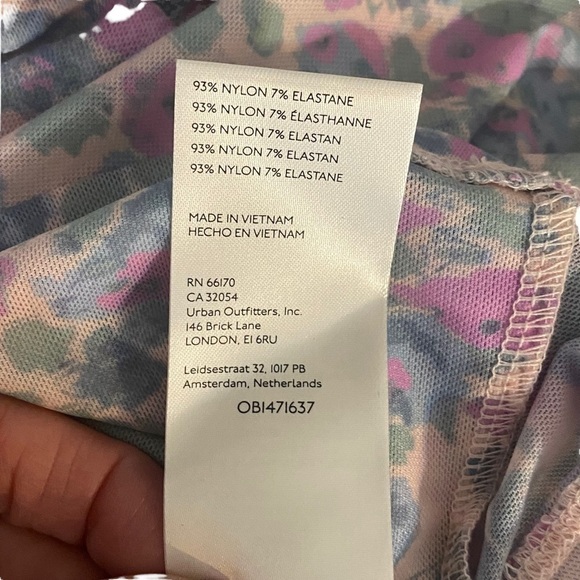 93% NYLON 7% ELASTANE
93% NYLON 7% ÉLASTHANNE
93% NYLON 7% ELASTAN
93% NYLON 7% ELASTAN
93% NYLON 7% ELASTANE
MADE IN VIETNAM
HECHO EN VIETNAM
RN 66170
CA 32054
Urban Outfitters, Inc.
146 Brick Lane
LONDON, E1 6RU
Leidsestraat 32, 1017 PB
Amsterdam, Netherlands
OB1471637